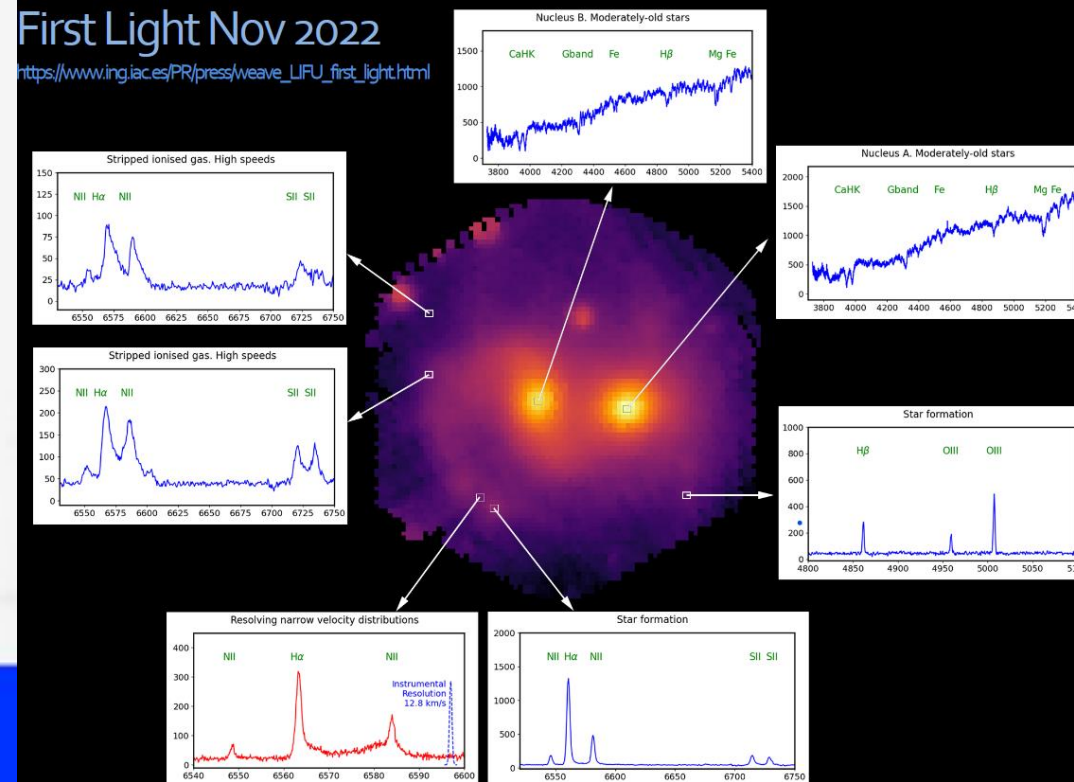 First Light Nov 2022
https://www.ing.iac.es/PR/press/weave_LIFU_first_light.html
Nucleus B. Moderately-old stars
CaHK Gband Fe Hβ Mg Fe
1500
1000
500
0
3800 4000 4200 4400 4600 4800 5000 5200 5400
Nucleus A. Moderately-old stars
CaHK Gband Fe Hβ Mg Fe
2000
1500
1000
500
0
3800 4000 4200 4400 4600 4800 5000 5200
Stripped ionised gas. High speeds
NII Hα NII SII SII
150
125
100
75
50
25
0
6550 6575 6600 6625 6650 6675 6700 6725 6750
Stripped ionised gas. High speeds
NII Hα NII SII SII
300
250
200
150
100
50
0
6550 6575 6600 6625 6650 6675 6700 6725 6750
Star formation
Hβ OIII OIII
1000
800
600
400
200
0
4800 4850 4900 4950 5000 5050
Resolving narrow velocity distributions
NII Hα NII
Instrumental
Resolution
12.8 km/s
400
300
200
100
0
6540 6550 6560 6570 6580 6590 6600
Star formation
NII Hα NII SII SII
2000
1500
1000
500
0
6550 6600 6650 6700 6750